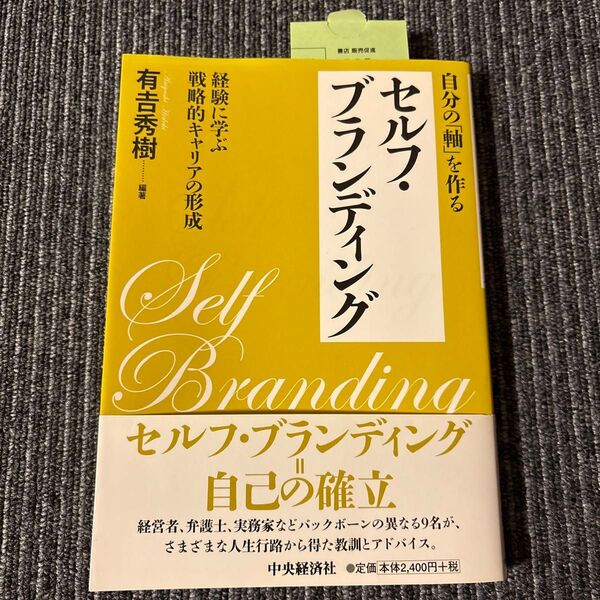 書店 販売促進
自分の「軸」を作る
セルフ・
ブランディング
経験に学ぶ
戦略的キャリアの形成
有吉秀樹………編著
Self
Branding
セルフ・ブランディング
＝
自己の確立
経営者、弁護士、実務家などバックボーンの異なる9名が、
さまざまな人生行路から得た教訓とアドバイス。
中央経済社
●定価 本体2,400円+税